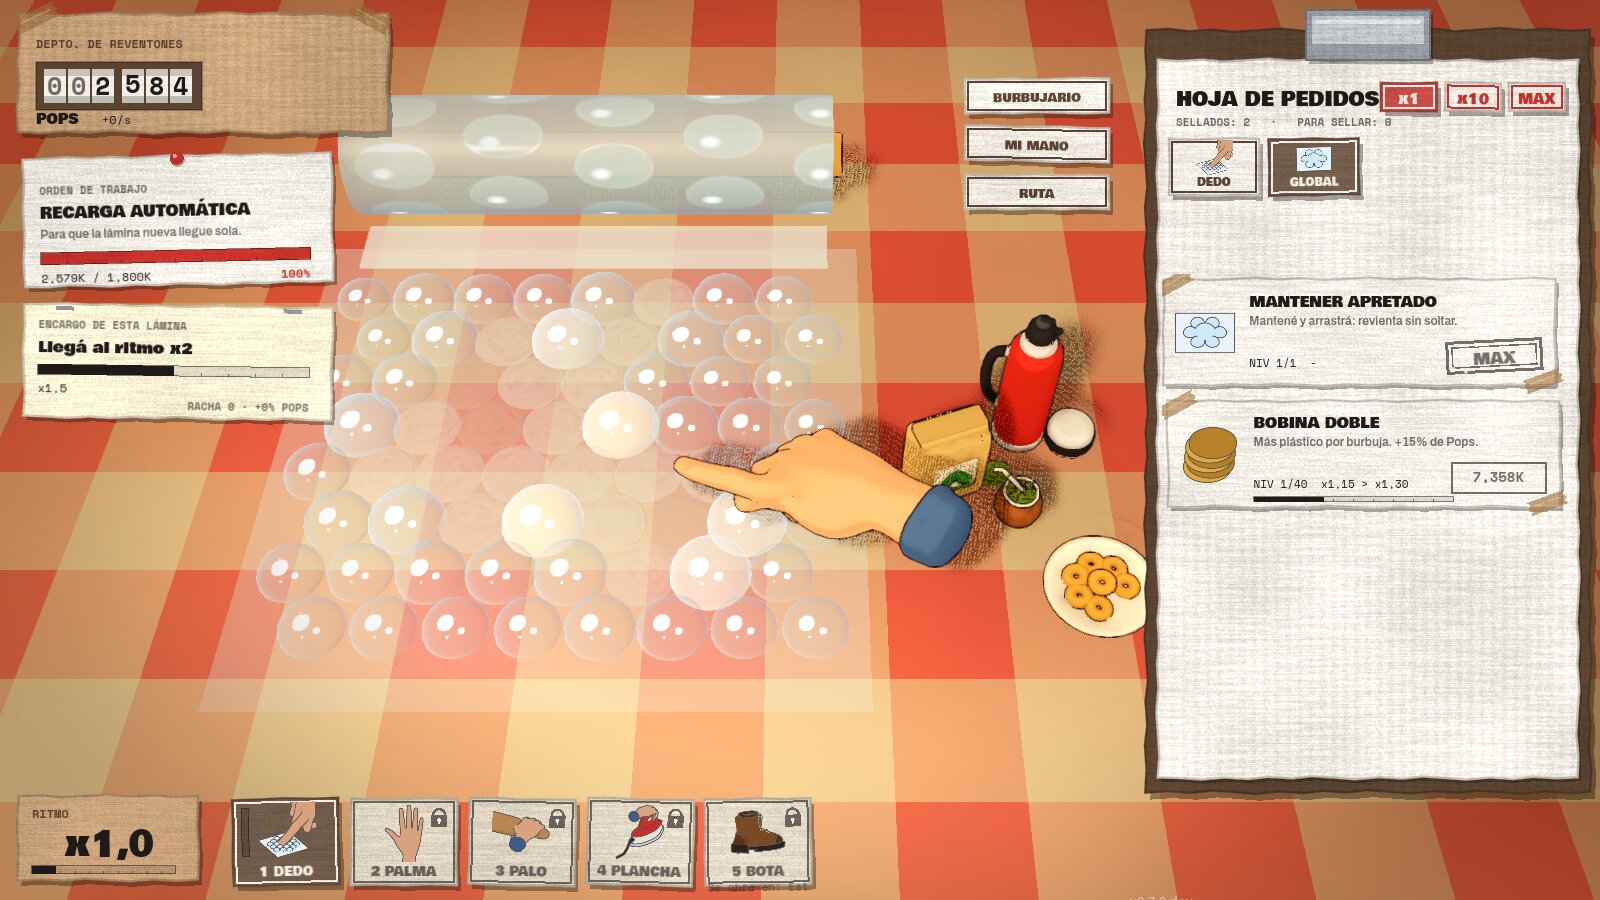 DEPTO. DE REVENTONES
002584
POPS +0/s
ORDEN DE TRABAJO
RECARGA AUTOMÁTICA
Para que la lámina nueva llegue sola.
2,579K / 1,800K 100%
ENCARGO DE ESTA LÁMINA
Llegá al ritmo x2
x1,5
RACHA 0 · +0% POPS
BURBUJARIO
MI MANO
RUTA
HOJA DE PEDIDOS
x1
x10
MAX
SELLADOS: 2 · PARA SELLAR: 0
DEDO
GLOBAL
MANTENER APRETADO
Mantené y arrastrá: revienta sin soltar.
NIV 1/1 -
MAX
BOBINA DOBLE
Más plástico por burbuja. +15% de Pops.
NIV 1/40 x1,15 > x1,30
7,358K
RITMO
x1,0
1 DEDO
2 PALMA
3 PALO
4 PLANCHA
5 BOTA
Se abre en: Est.